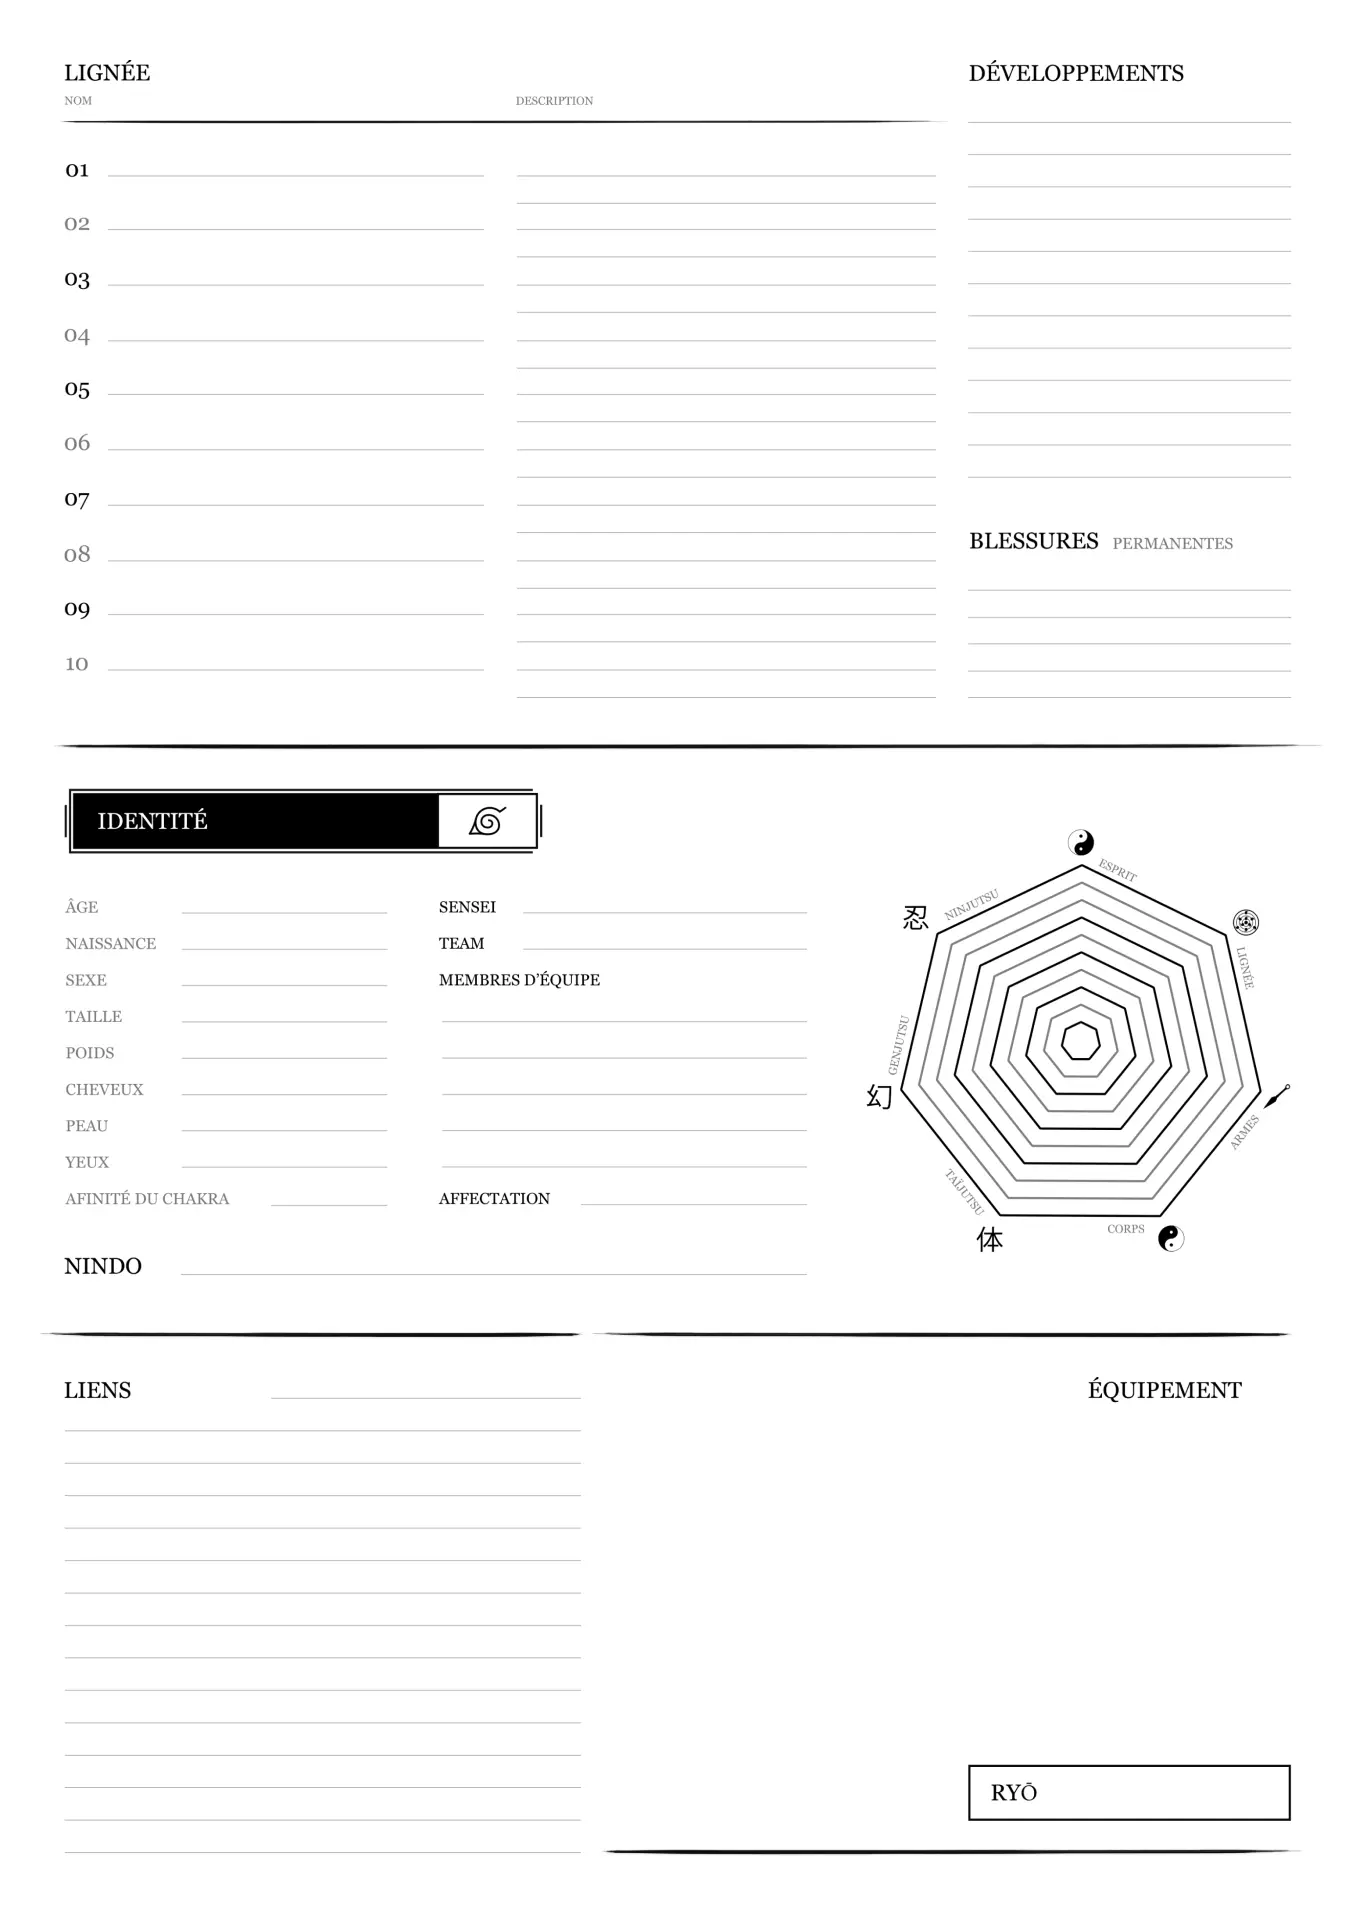 LIGNÉE
NOM DESCRIPTION
01
02
03
04
05
06
07
08
09
10
DÉVELOPPEMENTS
BLESSURES PERMANENTES
IDENTITÉ
ÂGE
NAISSANCE
SEXE
TAILLE
POIDS
CHEVEUX
PEAU
YEUX
AFINITÉ DU CHAKRA
SENSEI
TEAM
MEMBRES D’ÉQUIPE
AFFECTATION
NINDO
ESPRIT
忍 NINJUTSU
LIGNÉE
GENJUTSU
幻
ARMES
TAÏJUTSU
体
CORPS
LIENS
ÉQUIPEMENT
RYŌ